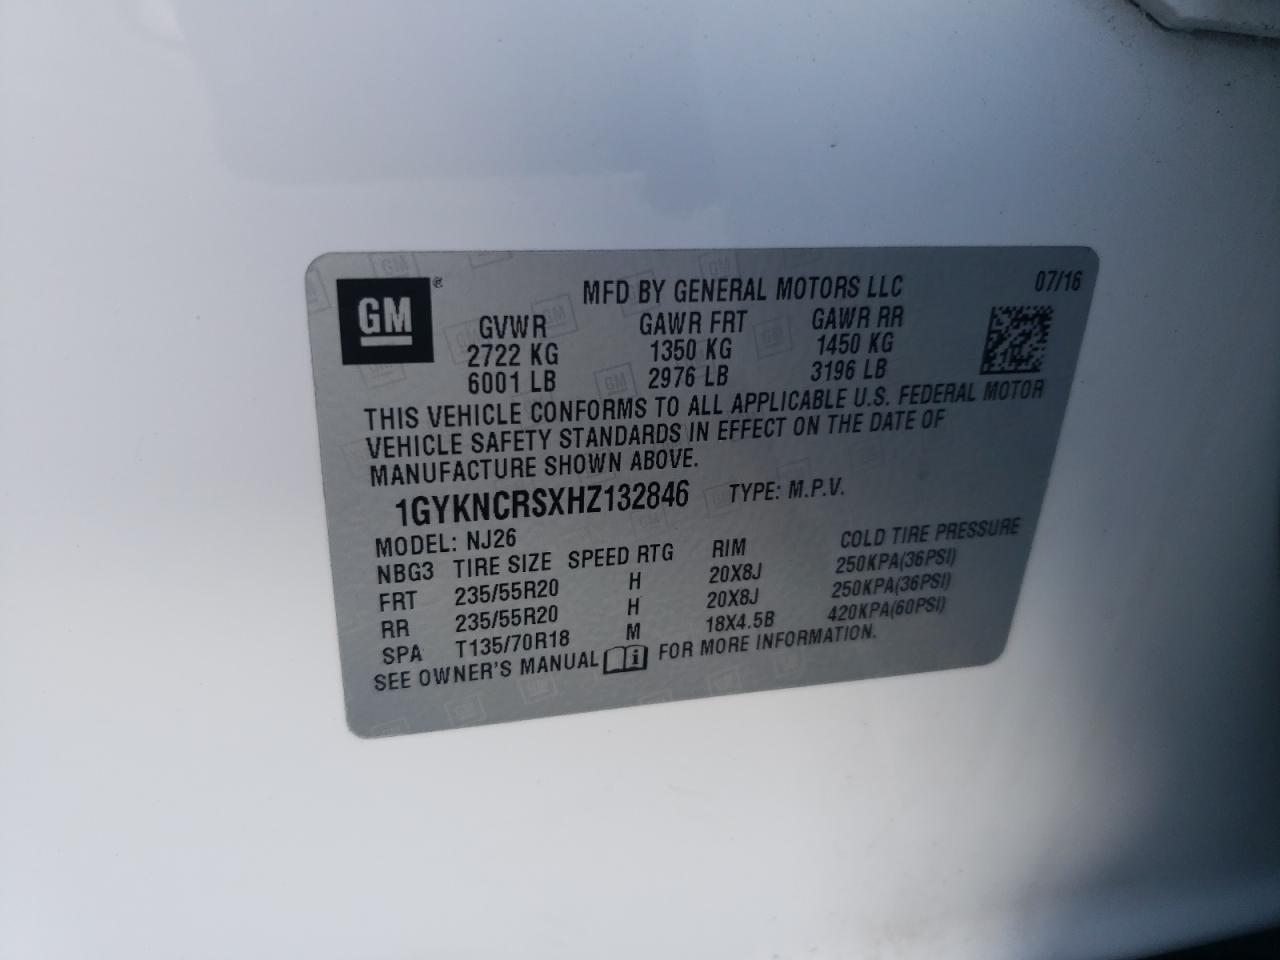 GM®
MFD BY GENERAL MOTORS LLC 07/16
GVWR GAWR FRT GAWR RR
2722 KG 1350 KG 1450 KG
6001 LB 2976 LB 3196 LB
THIS VEHICLE CONFORMS TO ALL APPLICABLE U.S. FEDERAL MOTOR
VEHICLE SAFETY STANDARDS IN EFFECT ON THE DATE OF
MANUFACTURE SHOWN ABOVE.
1GYKNCRSXHZ132846 TYPE: M.P.V.
MODEL: NJ26
NBG3 TIRE SIZE SPEED RTG RIM COLD TIRE PRESSURE
FRT 235/55R20 H 20X8J 250KPA(36PSI)
RR 235/55R20 H 20X8J 250KPA(36PSI)
SPA T135/70R18 M 18X4.5B 420KPA(60PSI)
SEE OWNER'S MANUAL i FOR MORE INFORMATION.